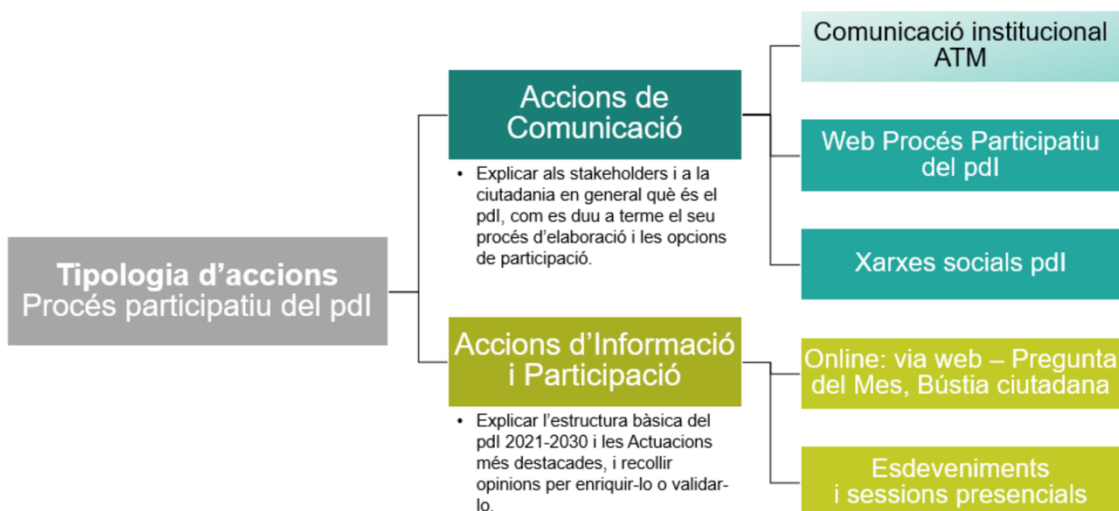 Tipologia d’accions
Procés participatiu del pdI
Accions de
Comunicació
• Explicar als stakeholders i a la
ciutadania en general què és el
pdI, com es duu a terme el seu
procés d’elaboració i les opcions
de participació.
Accions d’Informació
i Participació
• Explicar l’estructura bàsica del
pdI 2021-2030 i les Actuacions
més destacades, i recollir
opinions per enriquir-lo o validar-
lo.
Comunicació institucional
ATM
Web Procés Participatiu
del pdI
Xarxes socials pdI
Online: via web – Pregunta
del Mes, Bústia ciutadana
Esdeveniments
i sessions presencials